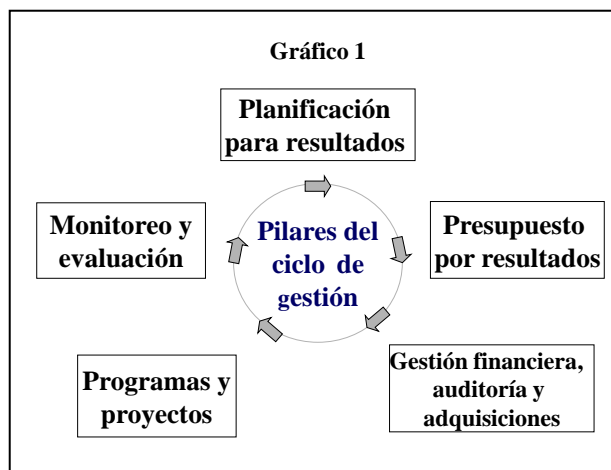 Gráfico 1
Planificación
para resultados
Monitoreo y
evaluación
Pilares del
ciclo de
gestión
Presupuesto
por resultados
Programas y
proyectos
Gestión financiera,
auditoría y
adquisiciones